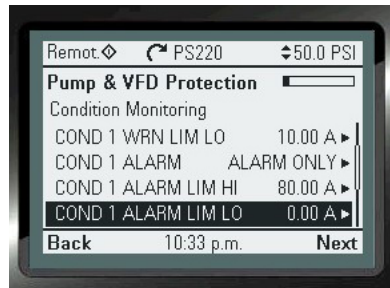 Remot. PS220 50.0 PSI
Pump & VFD Protection
Condition Monitoring
COND 1 WRN LIM LO 10.00 A
COND 1 ALARM ALARM ONLY
COND 1 ALARM LIM HI 80.00 A
COND 1 ALARM LIM LO 0.00 A
Back 10:33 p.m. Next